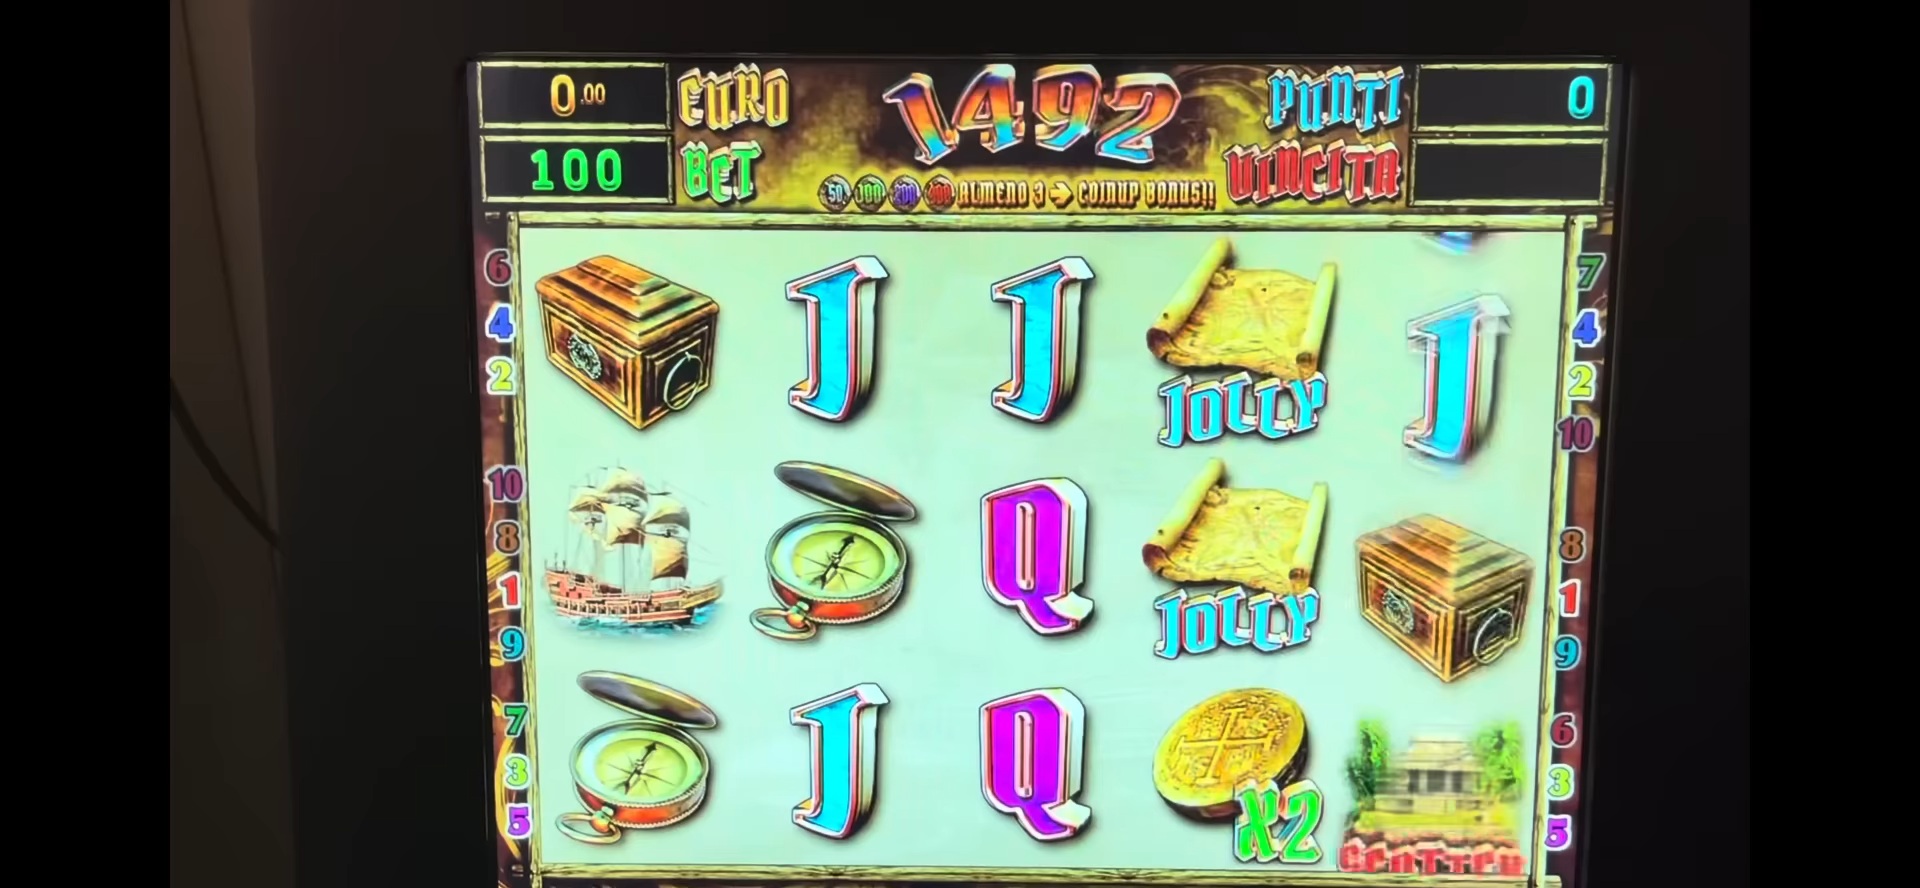 0.00 EURO 1492 PUNTI 0
100 BET VINCITA
50 100 200 ALMENO 3 → COINUP BONUS!!
6 J J J 7
4 4
2 2
JOLLY 10
10 Q
8 8
1 1
9 JOLLY 9
7 J Q 6
3 3
5 X2 5
SCATTER